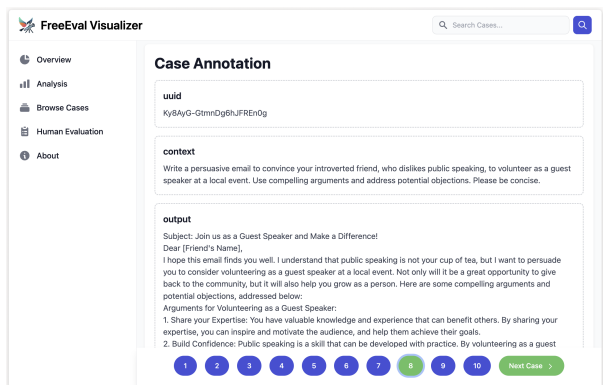 FreeEval Visualizer
Search Cases...
Overview
Analysis
Browse Cases
Human Evaluation
About
Case Annotation
uuid
Ky8AyG-GtmnDg6hJFREn0g
context
Write a persuasive email to convince your introverted friend, who dislikes public speaking, to volunteer as a guest
speaker at a local event. Use compelling arguments and address potential objections. Please be concise.
output
Subject: Join us as a Guest Speaker and Make a Difference!
Dear [Friend's Name],
I hope this email finds you well. I understand that public speaking is not your cup of tea, but I want to persuade
you to consider volunteering as a guest speaker at a local event. Not only will it be a great opportunity to give
back to the community, but it will also help you grow as a person. Here are some compelling arguments and
potential objections, addressed below:
Arguments for Volunteering as a Guest Speaker:
1. Share your Expertise: You have valuable knowledge and experience that can benefit others. By sharing your
expertise, you can inspire and motivate the audience, and help them achieve their goals.
2. Build Confidence: Public speaking is a skill that can be developed with practice. By volunteering as a guest
1 2 3 4 5 6 7 8 9 10 Next Case >